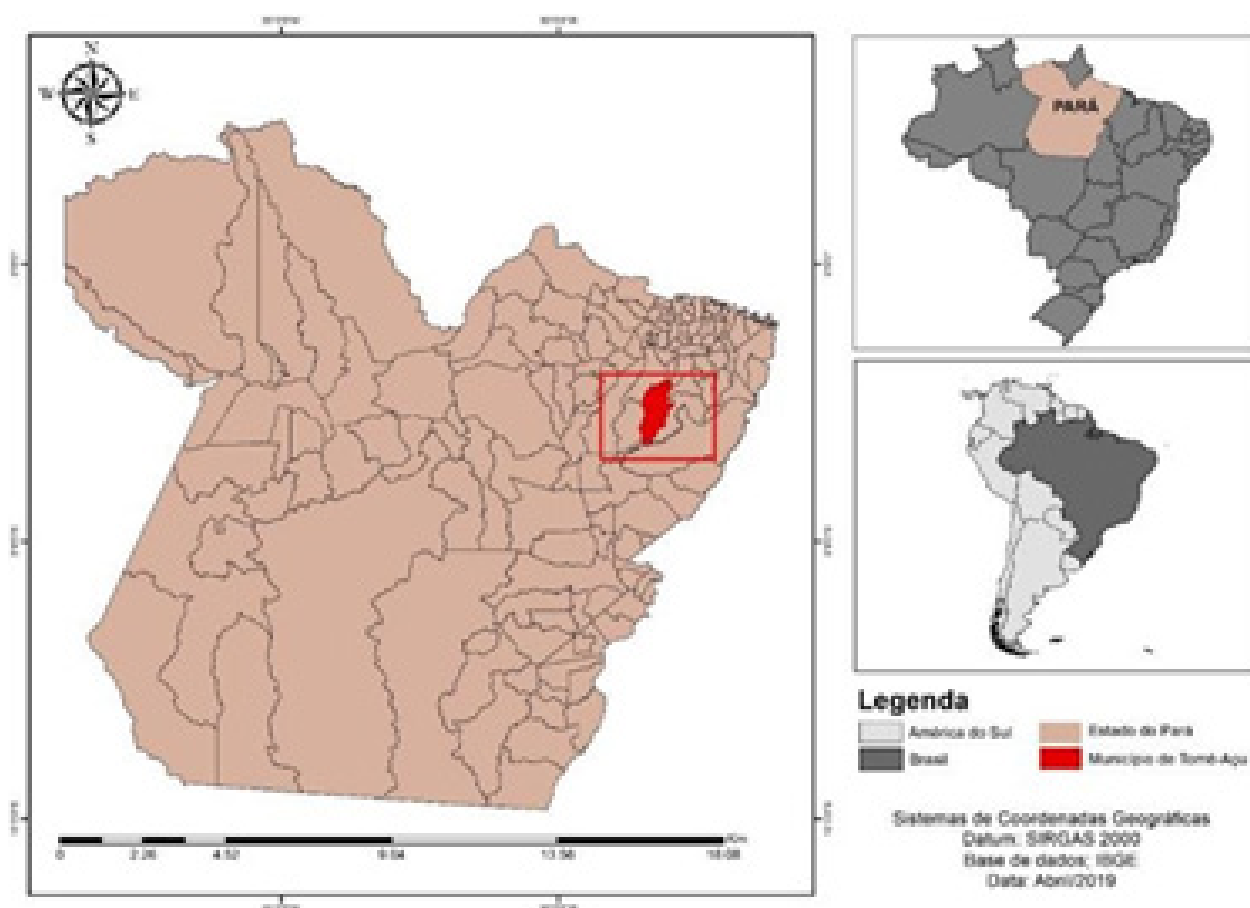 N
W E
S
PARÁ
0 2.26 4.52 9.04 13.56 18.08
Legenda
América do Sul
Brasil
Estado do Pará
Município de Tomé-Açu
Sistemas de Coordenadas Geográficas
Datum: SIRGAS 2000
Base de dados: IBGE
Data: Abril/2019